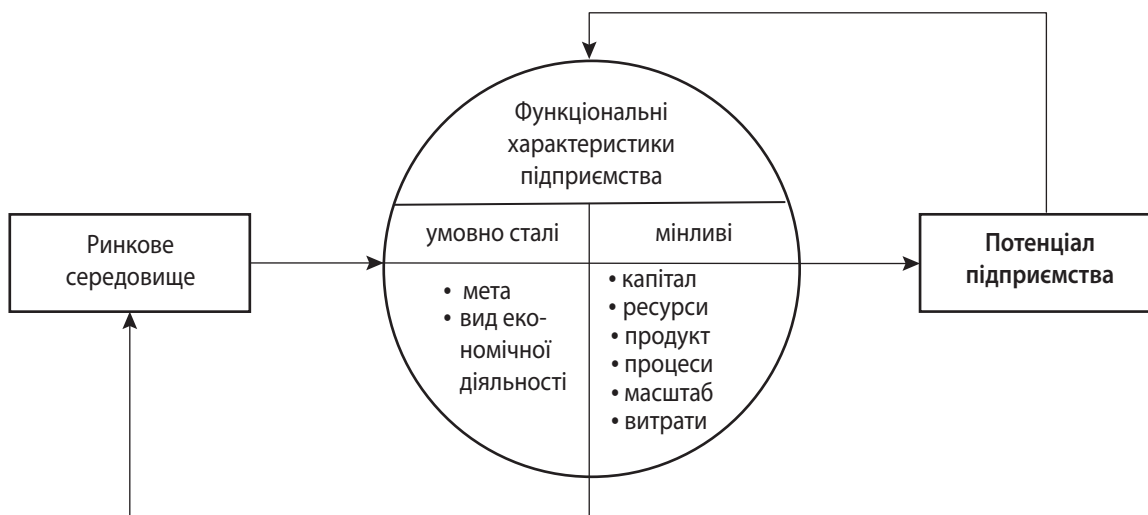 Функціональні
характеристики
підприємства
Ринкове
середовище
умовно сталі
• мета
• вид еко-
номічної
діяльності
мінливі
• капітал
• ресурси
• продукт
• процеси
• масштаб
• витрати
Потенціал
підприємства